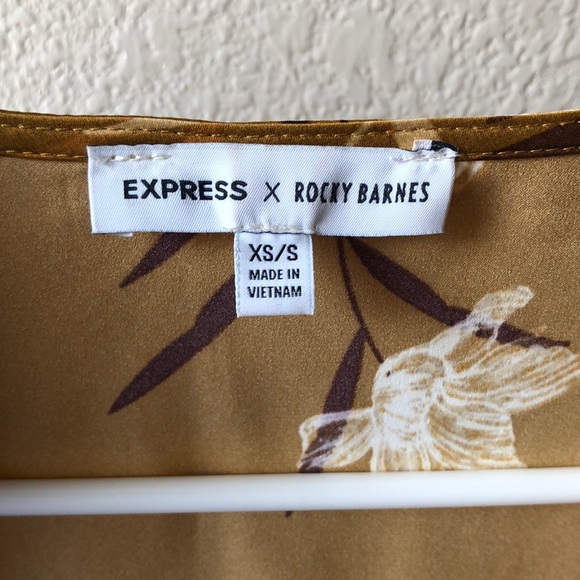 EXPRESS X ROCKY BARNES
XS/S
MADE IN
VIETNAM